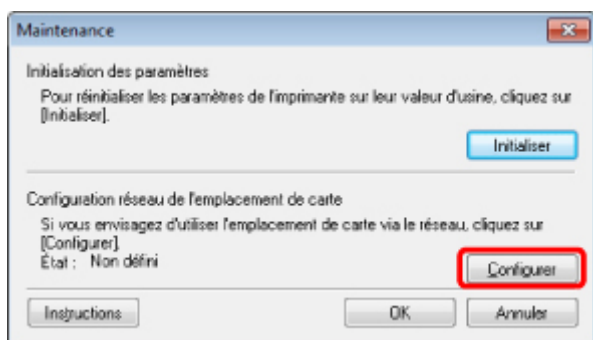 Maintenance
Initialisation des paramètres
Pour réinitialiser les paramètres de l'imprimante sur leur valeur d'usine, cliquez sur
[Initialiser].
Initialiser
Configuration réseau de l'emplacement de carte
Si vous envisagez d'utiliser l'emplacement de carte via le réseau, cliquez sur
[Configurer].
État : Non défini
Configurer
Instructions
OK
Annuler